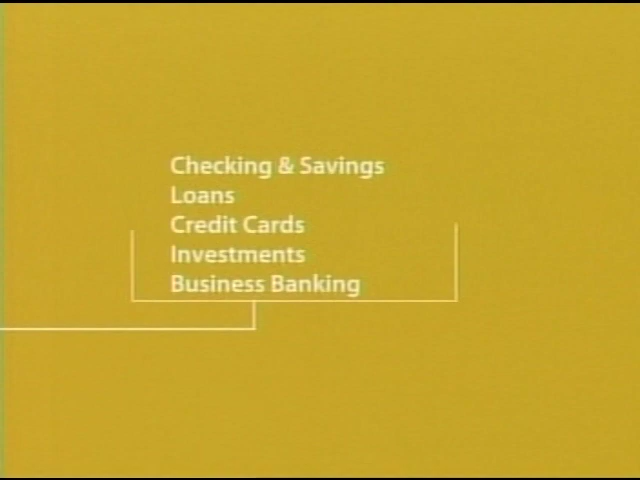 Checking & Savings
Loans
Credit Cards
Investments
Business Banking